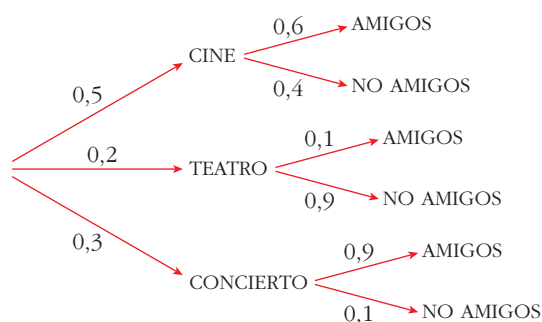 0,6
AMIGOS
CINE
0,4
NO AMIGOS
0,5
0,1
AMIGOS
0,2
TEATRO
0,9
NO AMIGOS
0,3
0,9
AMIGOS
CONCIERTO
0,1
NO AMIGOS